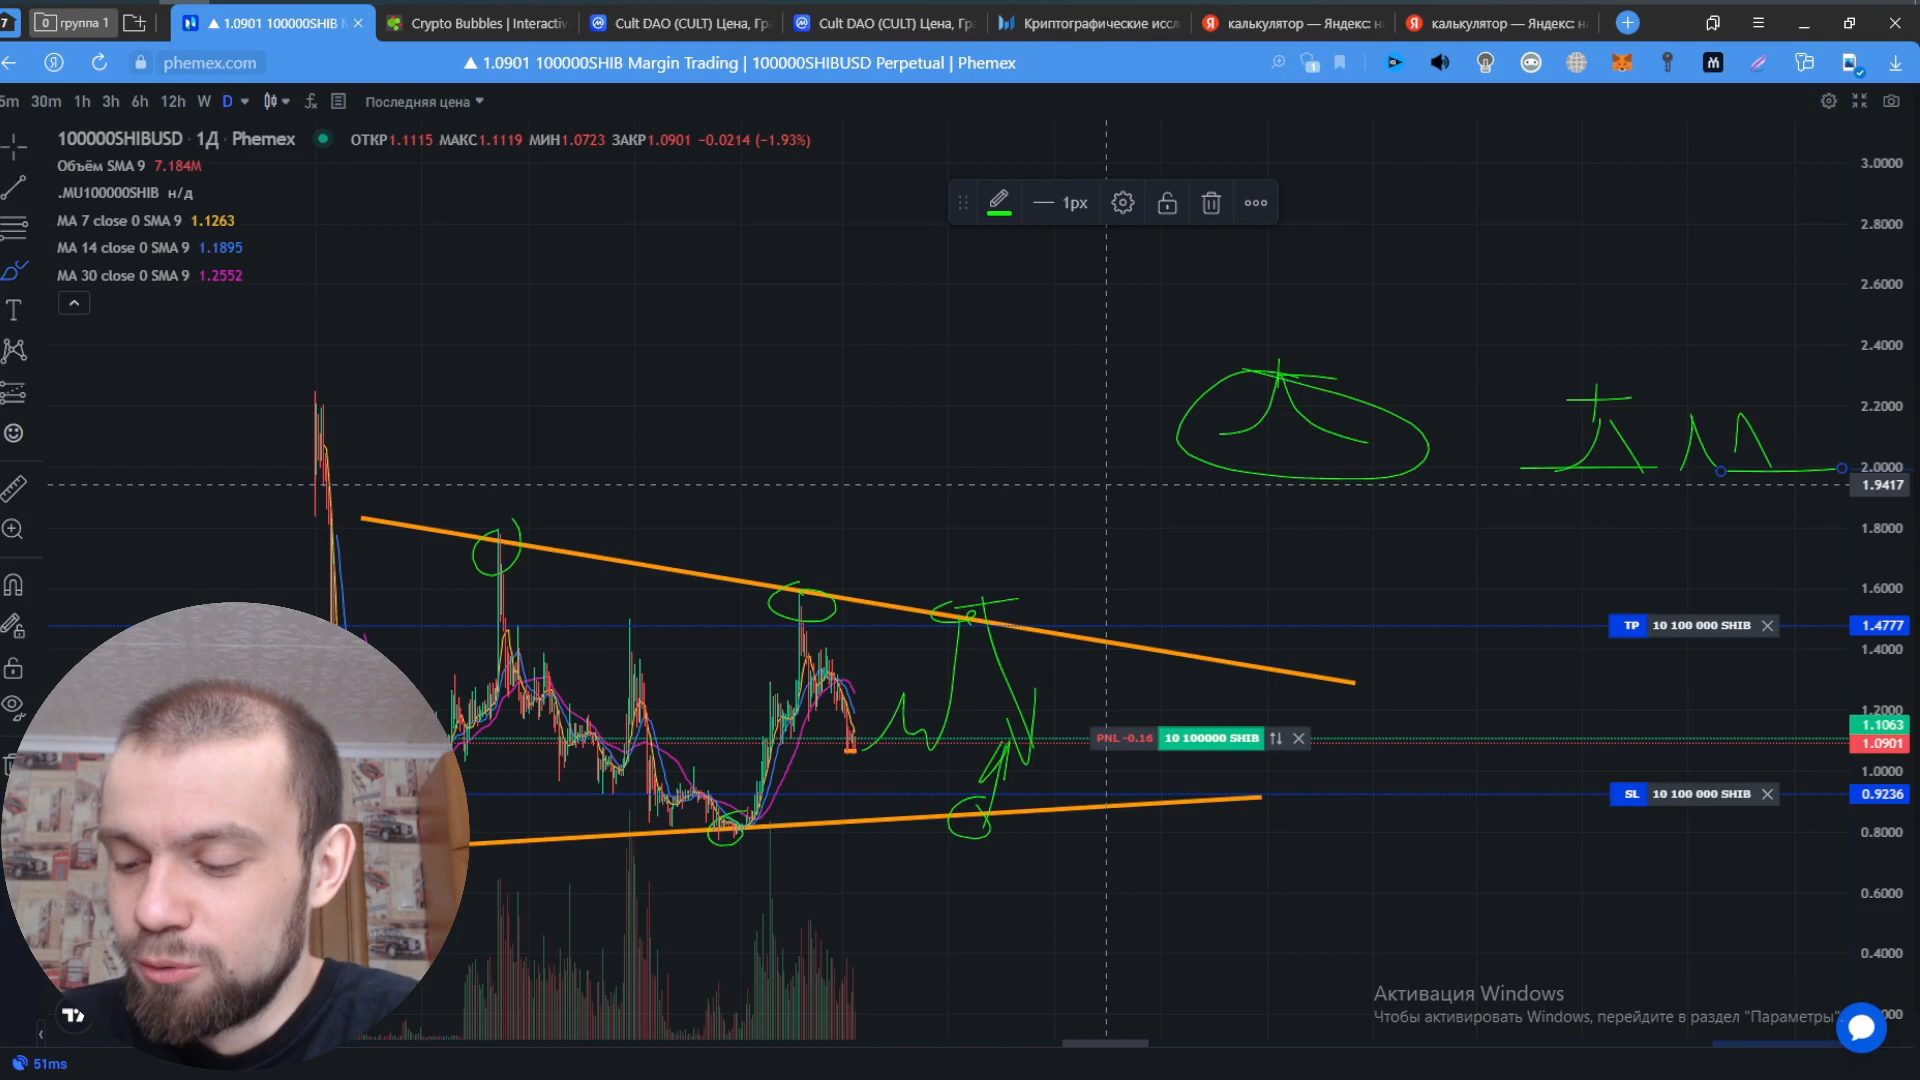 0 группа 1
▲ 1.0901 100000SHIB
Crypto Bubbles | Interactiv
Cult DAO (CULT) Цена, Гра
Cult DAO (CULT) Цена, Гра
Криптографические иссл
калькулятор — Яндекс: н
калькулятор — Яндекс: н
phemex.com
▲ 1.0901 100000SHIB Margin Trading | 100000SHIBUSD Perpetual | Phemex
5m 30m 1h 3h 6h 12h W D
Последняя цена
100000SHIBUSD · 1Д · Phemex
ОТКР1.1115 МАКС1.1119 МИН1.0723 ЗАКР1.0901 −0.0214 (−1.93%)
Объём SMA 9 7.184M
.MU100000SHIB н/д
MA 7 close 0 SMA 9 1.1263
MA 14 close 0 SMA 9 1.1895
MA 30 close 0 SMA 9 1.2552
1px
3.0000
2.8000
2.6000
2.4000
2.2000
2.0000
1.9417
1.8000
1.6000
TP 10 100 000 SHIB
1.4777
1.4000
1.2000
1.1063
PNL -0.16 10 100000 SHIB
1.0901
1.0000
SL 10 100 000 SHIB
0.9236
0.8000
0.6000
0.4000
Активация Windows
Чтобы активировать Windows, перейдите в раздел "Параметры"
51ms